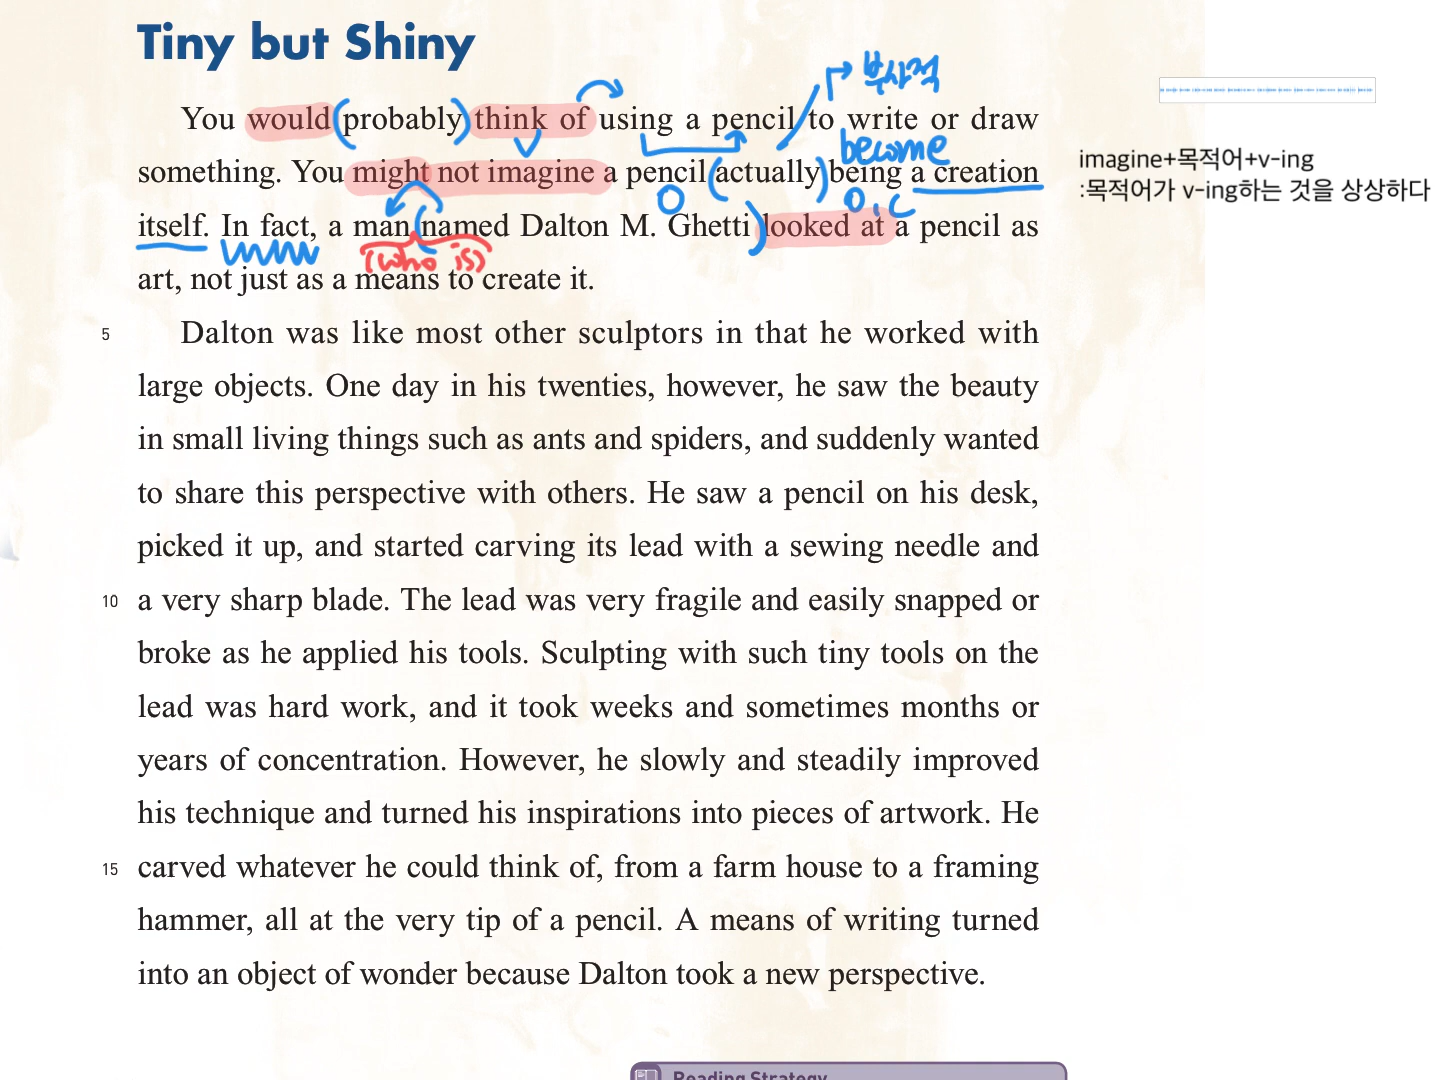 Tiny but Shiny
부사적
You would probably think of using a pencil to write or draw
become
something. You might not imagine a pencil actually being a creation
imagine+목적어+v-ing
:목적어가 v-ing하는 것을 상상하다
O
O.C
itself. In fact, a man named Dalton M. Ghetti looked at a pencil as
(who is)
art, not just as a means to create it.
5 Dalton was like most other sculptors in that he worked with
large objects. One day in his twenties, however, he saw the beauty
in small living things such as ants and spiders, and suddenly wanted
to share this perspective with others. He saw a pencil on his desk,
picked it up, and started carving its lead with a sewing needle and
10 a very sharp blade. The lead was very fragile and easily snapped or
broke as he applied his tools. Sculpting with such tiny tools on the
lead was hard work, and it took weeks and sometimes months or
years of concentration. However, he slowly and steadily improved
his technique and turned his inspirations into pieces of artwork. He
15 carved whatever he could think of, from a farm house to a framing
hammer, all at the very tip of a pencil. A means of writing turned
into an object of wonder because Dalton took a new perspective.
Reading Strategy